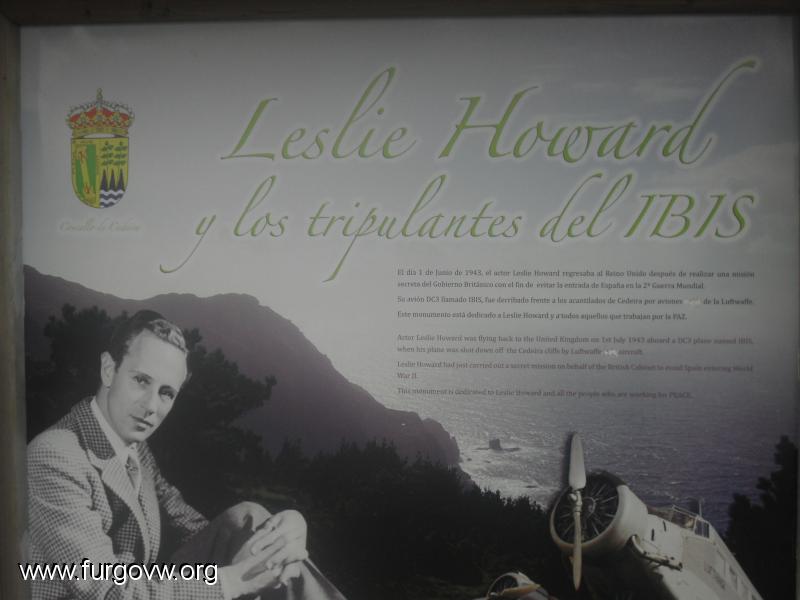 Leslie Howard
y los tripulantes del IBIS
Concello de Cedeira
El día 1 de Junio de 1943, el actor Leslie Howard regresaba al Reino Unido después de realizar una misión
secreta del Gobierno Británico con el fin de evitar la entrada de España en la 2ª Guerra Mundial.
Su avión DC3 llamado IBIS, fue derribado frente a los acantilados de Cedeira por aviones de la Luftwaffe.
Este monumento está dedicado a Leslie Howard y a todos aquellos que trabajan por la PAZ.
Actor Leslie Howard was flying back to the United Kingdom on 1st July 1943 aboard a DC3 plane named IBIS,
when his plane was shot down off the Cedeira cliffs by Luftwaffe aircraft.
Leslie Howard had just carried out a secret mission on behalf of the British Cabinet to avoid Spain entering World
War II.
This monument is dedicated to Leslie Howard and all the people who are working for PEACE.
www.furgovw.org